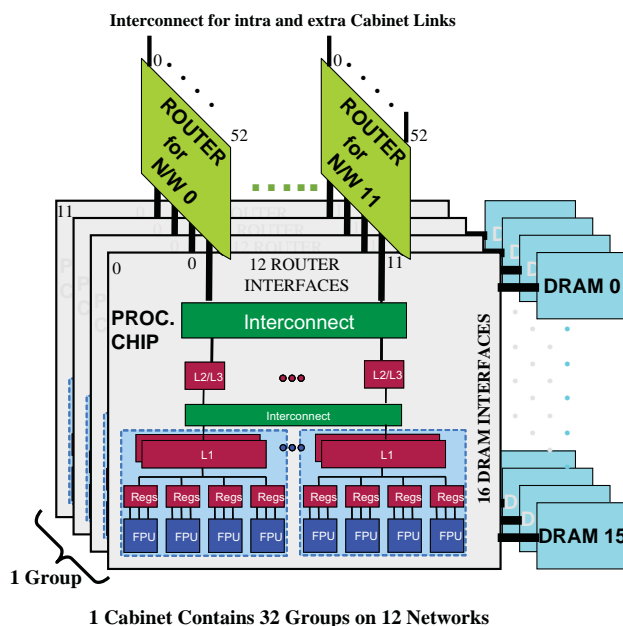 Interconnect for intra and extra Cabinet Links
0
0
52
52
ROUTER
for
N/W 0
ROUTER
for
N/W 11
11
0
0
11
12 ROUTER
INTERFACES
DRAM 0
PROC.
CHIP
Interconnect
L2/L3
L2/L3
Interconnect
16 DRAM INTERFACES
L1
L1
Regs Regs Regs Regs
Regs Regs Regs Regs
FPU FPU FPU FPU
FPU FPU FPU FPU
DRAM 15
1 Group
1 Cabinet Contains 32 Groups on 12 Networks